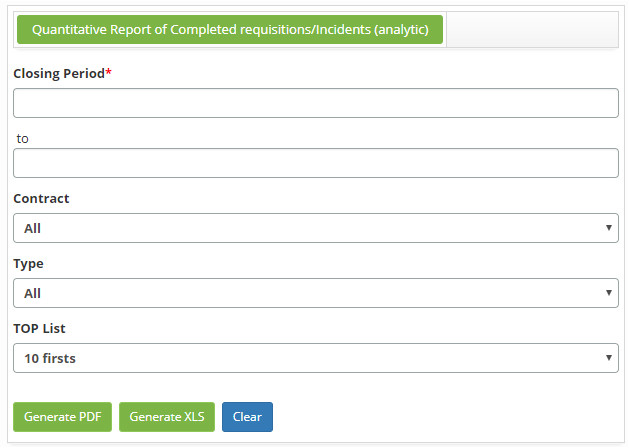 Quantitative Report of Completed requisitions/Incidents (analytic)
Closing Period*
to
Contract
All
Type
All
TOP List
10 firsts
Generate PDF Generate XLS Clear